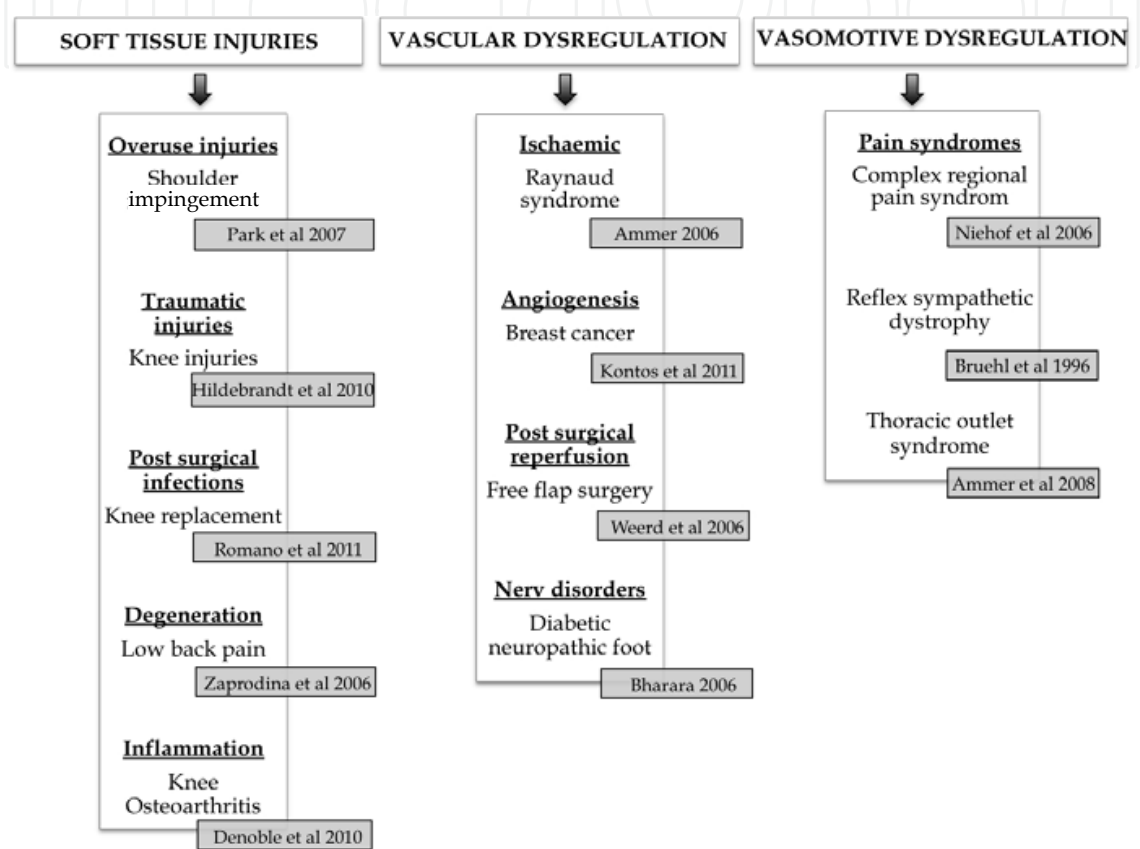 SOFT TISSUE INJURIES
Overuse injuries
Shoulder
impingement
Park et al 2007
Traumatic
injuries
Knee injuries
Hildebrandt et al 2010
Post surgical
infections
Knee replacement
Romano et al 2011
Degeneration
Low back pain
Zaprodina et al 2006
Inflammation
Knee
Osteoarthritis
Denoble et al 2010
VASCULAR DYSREGULATION
Ischaemic
Raynaud
syndrome
Ammer 2006
Angiogenesis
Breast cancer
Kontos et al 2011
Post surgical
reperfusion
Free flap surgery
Weerd et al 2006
Nerv disorders
Diabetic
neuropathic foot
Bharara 2006
VASOMOTIVE DYSREGULATION
Pain syndromes
Complex regional
pain syndrom
Niehof et al 2006
Reflex sympathetic
dystrophy
Bruehl et al 1996
Thoracic outlet
syndrome
Ammer et al 2008